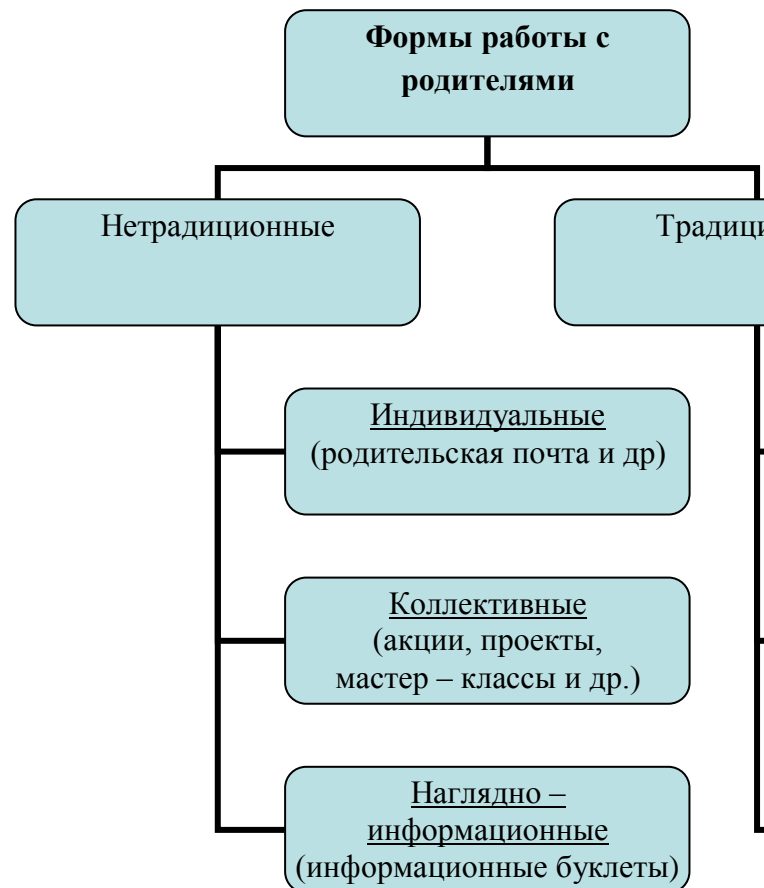 Формы работы с
родителями
Нетрадиционные
Индивидуальные
(родительская почта и др)
Коллективные
(акции, проекты,
мастер – классы и др.)
Наглядно –
информационные
(информационные буклеты)